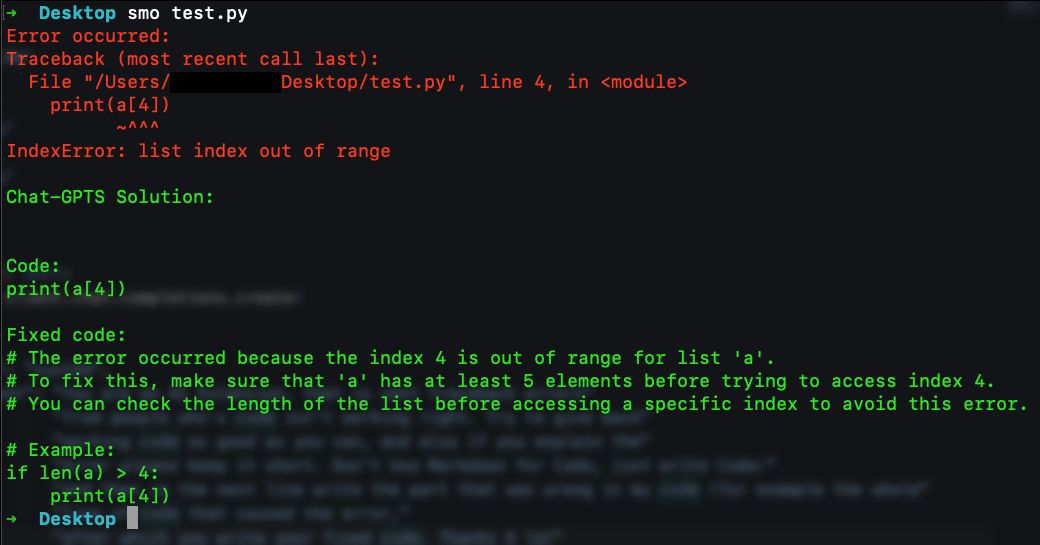 ➜ Desktop smo test.py
Error occurred:
Traceback (most recent call last):
  File "/Users/ Desktop/test.py", line 4, in <module>
    print(a[4])
          ~^^^
IndexError: list index out of range
Chat-GPTS Solution:
Code:
print(a[4])
Fixed code:
# The error occurred because the index 4 is out of range for list 'a'.
# To fix this, make sure that 'a' has at least 5 elements before trying to access index 4.
# You can check the length of the list before accessing a specific index to avoid this error.
# Example:
if len(a) > 4:
    print(a[4])
➜ Desktop